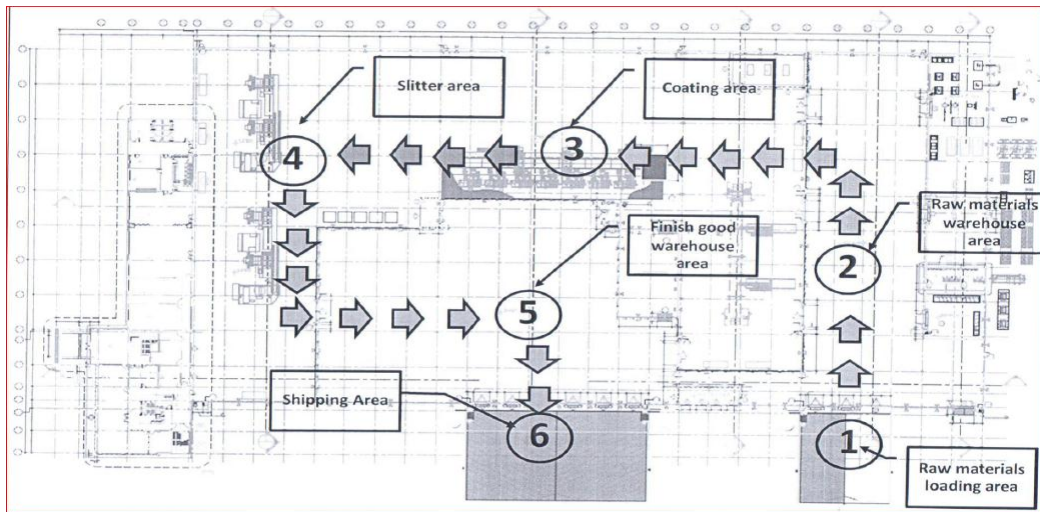 Slitter area
Coating area
4
3
Raw materials
warehouse
area
Finish good
warehouse
area
2
5
Shipping Area
6
1
Raw materials
loading area